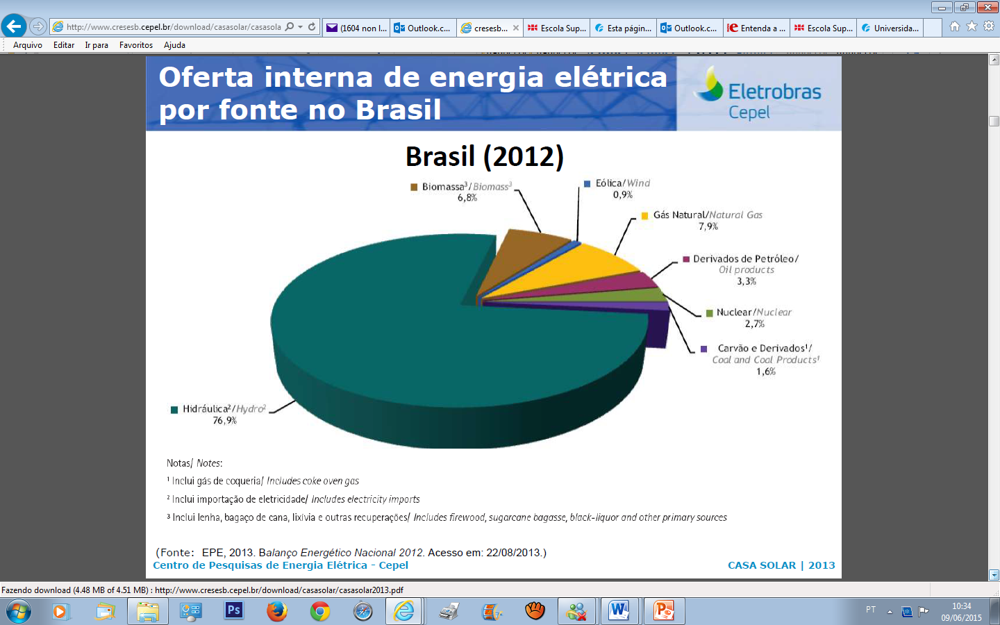 http://www.cresesb.cepel.br/download/casasolar/casasola
(1604 non l...
Outlook.c...
cresesb...
Escola Sup...
Esta págin...
Outlook.c...
Entenda a ...
Escola Sup...
Universida...
Arquivo Editar Ir para Favoritos Ajuda
Oferta interna de energia elétrica
por fonte no Brasil
Eletrobras
Cepel
Brasil (2012)
Biomassa³/Biomass³
6,8%
Eólica/Wind
0,9%
Gás Natural/Natural Gas
7,9%
Derivados de Petróleo/
Oil products
3,3%
Nuclear/Nuclear
2,7%
Carvão e Derivados¹/
Coal and Coal Products¹
1,6%
Hidráulica²/Hydro²
76,9%
Notas/ Notes:
¹ Inclui gás de coqueria/ Includes coke oven gas
² Inclui importação de eletricidade/ Includes electricity imports
³ Inclui lenha, bagaço de cana, lixívia e outras recuperações/ Includes firewood, sugarcane bagasse, black-liquor and other primary sources
(Fonte: EPE, 2013. Balanço Energético Nacional 2012. Acesso em: 22/08/2013.)
Centro de Pesquisas de Energia Elétrica - Cepel
CASA SOLAR | 2013
Fazendo download (4.48 MB of 4.51 MB) : http://www.cresesb.cepel.br/download/casasolar/casasolar2013.pdf
Ps
PT
10:34
09/06/2015